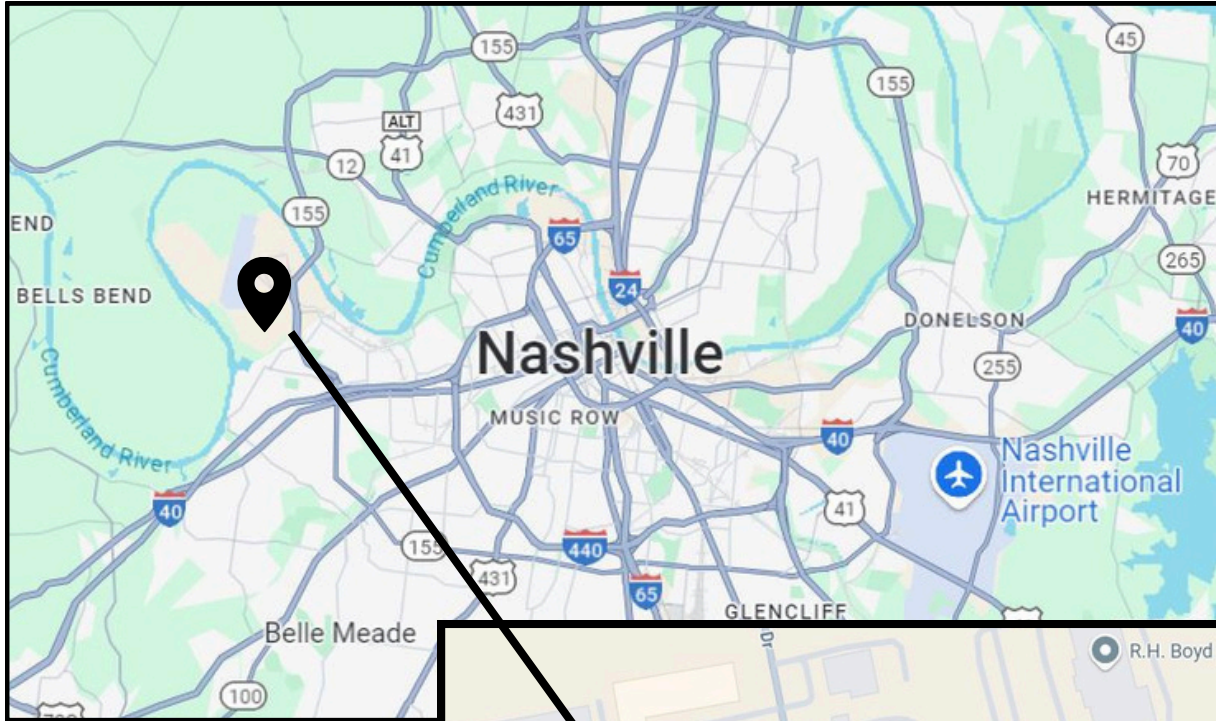 155
45
155
431
ALT
41
70
12
Cumberland River
HERMITAGE
END
155
65
265
24
BELLS BEND
DONELSON
40
Nashville
255
Cumberland River
MUSIC ROW
40
Nashville
International
Airport
40
41
155
440
431
65
GLENCLIFF
Belle Meade
Dr
R.H. Boyd
100